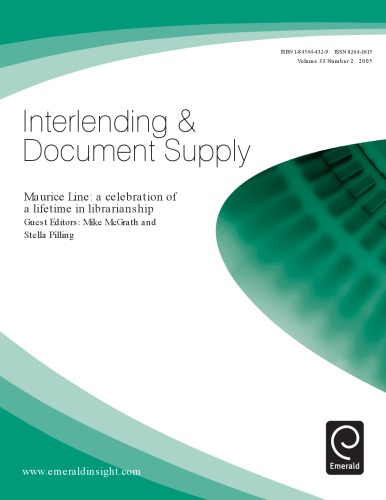 ISBN 1-84544-432-9 ISSN 0264-1615
Volume 33 Number 2 2005
Interlending &
Document Supply
Maurice Line: a celebration of
a lifetime in librarianship
Guest Editors: Mike McGrath and
Stella Pilling
Emerald
www.emeraldinsight.com